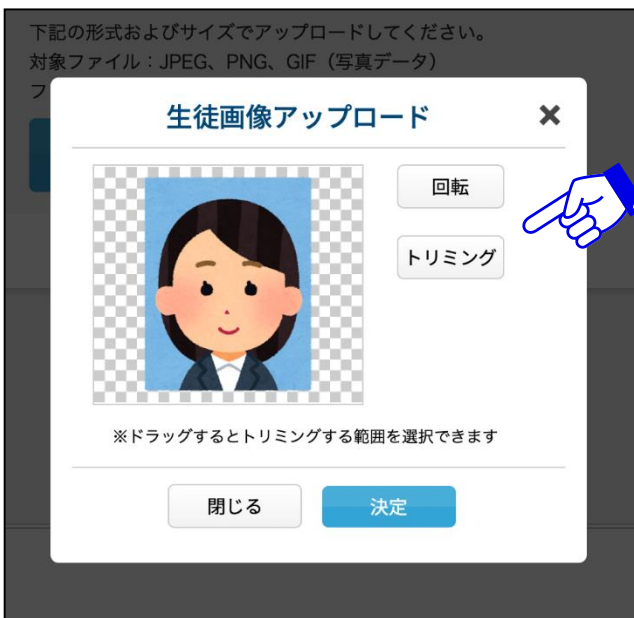 下記の形式およびサイズでアップロードしてください。
対象ファイル：JPEG、PNG、GIF（写真データ）
フ
生徒画像アップロード ×
回転
トリミング
※ドラッグするとトリミングする範囲を選択できます
閉じる 決定